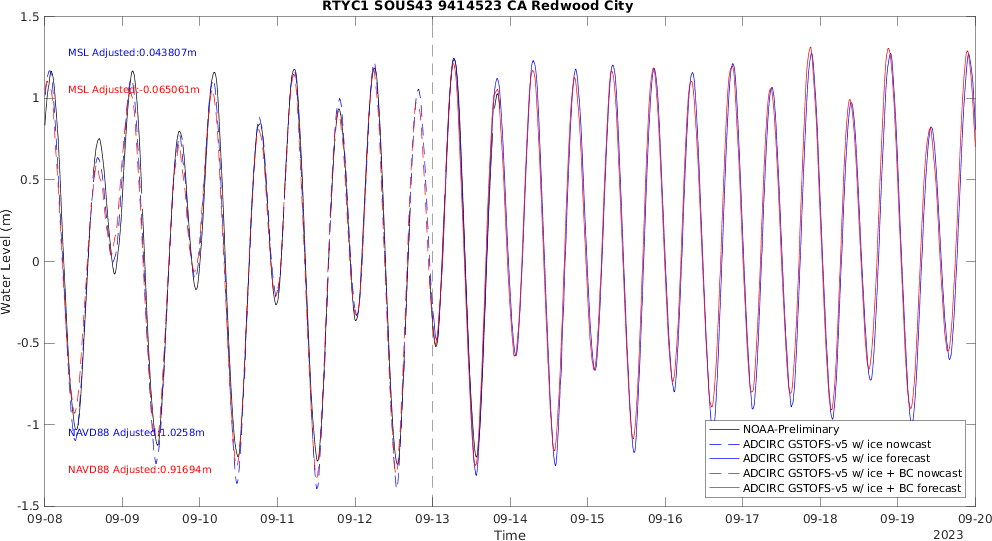 RTYC1 SOUS43 9414523 CA Redwood City
1.5
MSL Adjusted:0.043807m
MSL Adjusted:-0.065061m
1
0.5
Water Level (m)
0
-0.5
-1
NAVD88 Adjusted:1.0258m
NAVD88 Adjusted:0.91694m
NOAA-Preliminary
ADCIRC GSTOFS-v5 w/ ice nowcast
ADCIRC GSTOFS-v5 w/ ice forecast
ADCIRC GSTOFS-v5 w/ ice + BC nowcast
ADCIRC GSTOFS-v5 w/ ice + BC forecast
-1.5
09-08 09-09 09-10 09-11 09-12 09-13 09-14 09-15 09-16 09-17 09-18 09-19 09-20
Time
2023